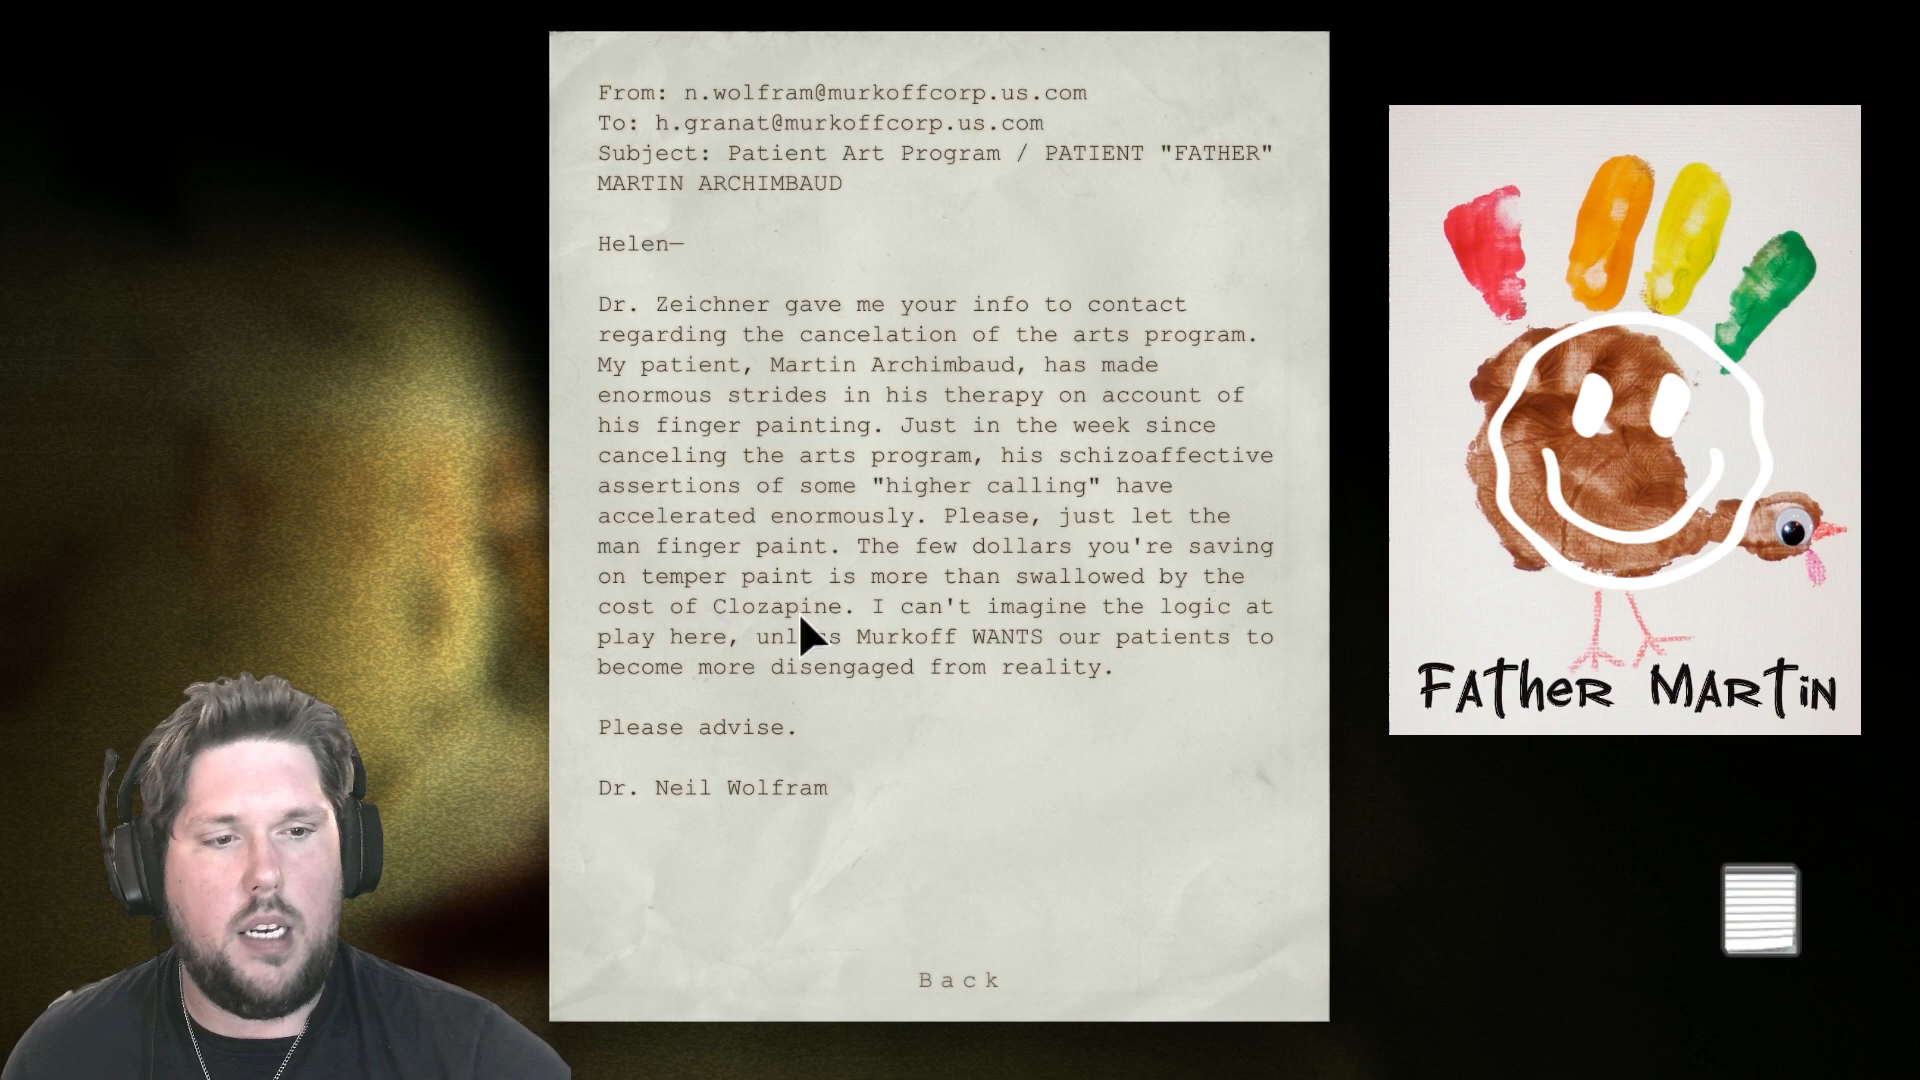 From: n.wolfram@murkoffcorp.us.com
To: h.granat@murkoffcorp.us.com
Subject: Patient Art Program / PATIENT "FATHER"
MARTIN ARCHIMBAUD
Helen—
Dr. Zeichner gave me your info to contact
regarding the cancelation of the arts program.
My patient, Martin Archimbaud, has made
enormous strides in his therapy on account of
his finger painting. Just in the week since
canceling the arts program, his schizoaffective
assertions of some "higher calling" have
accelerated enormously. Please, just let the
man finger paint. The few dollars you're saving
on temper paint is more than swallowed by the
cost of Clozapine. I can't imagine the logic at
play here, Murkoff WANTS our patients to
become more disengaged from reality.
Please advise.
Dr. Neil Wolfram
Back
FATher MARTiN